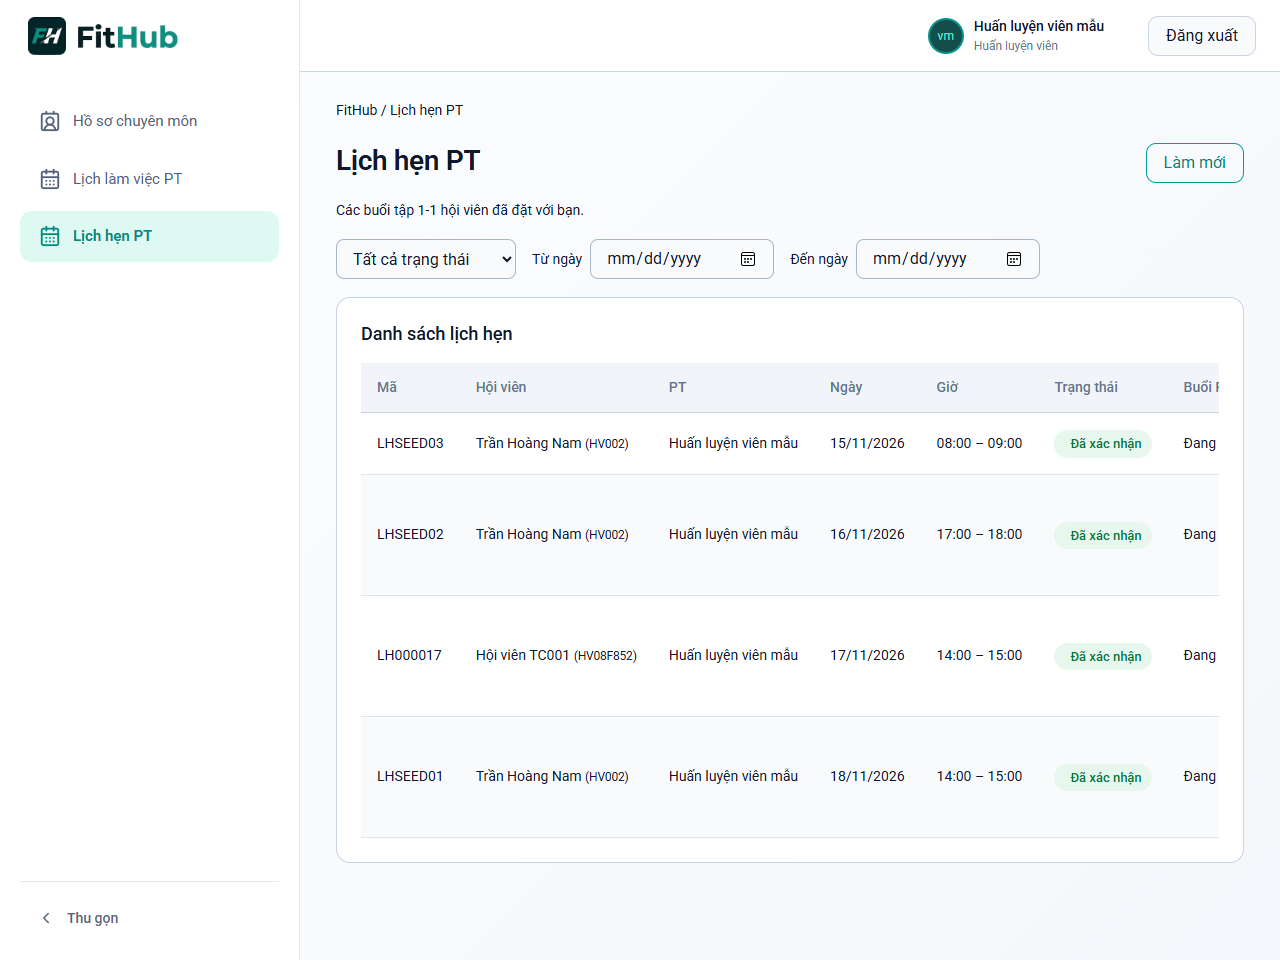 FitHub
Huấn luyện viên mẫu
vm
Huấn luyện viên
Đăng xuất
Hồ sơ chuyên môn
Lịch làm việc PT
Lịch hẹn PT
Thu gọn
FitHub / Lịch hẹn PT
Lịch hẹn PT
Làm mới
Các buổi tập 1-1 hội viên đã đặt với bạn.
Tất cả trạng thái Từ ngày mm/dd/yyyy Đến ngày mm/dd/yyyy
Danh sách lịch hẹn
Mã Hội viên PT Ngày Giờ Trạng thái Buổi
LHSEED03 Trần Hoàng Nam (HV002) Huấn luyện viên mẫu 15/11/2026 08:00 – 09:00 Đã xác nhận Đang
LHSEED02 Trần Hoàng Nam (HV002) Huấn luyện viên mẫu 16/11/2026 17:00 – 18:00 Đã xác nhận Đang
LH000017 Hội viên TC001 (HV08F852) Huấn luyện viên mẫu 17/11/2026 14:00 – 15:00 Đã xác nhận Đang
LHSEED01 Trần Hoàng Nam (HV002) Huấn luyện viên mẫu 18/11/2026 14:00 – 15:00 Đã xác nhận Đang